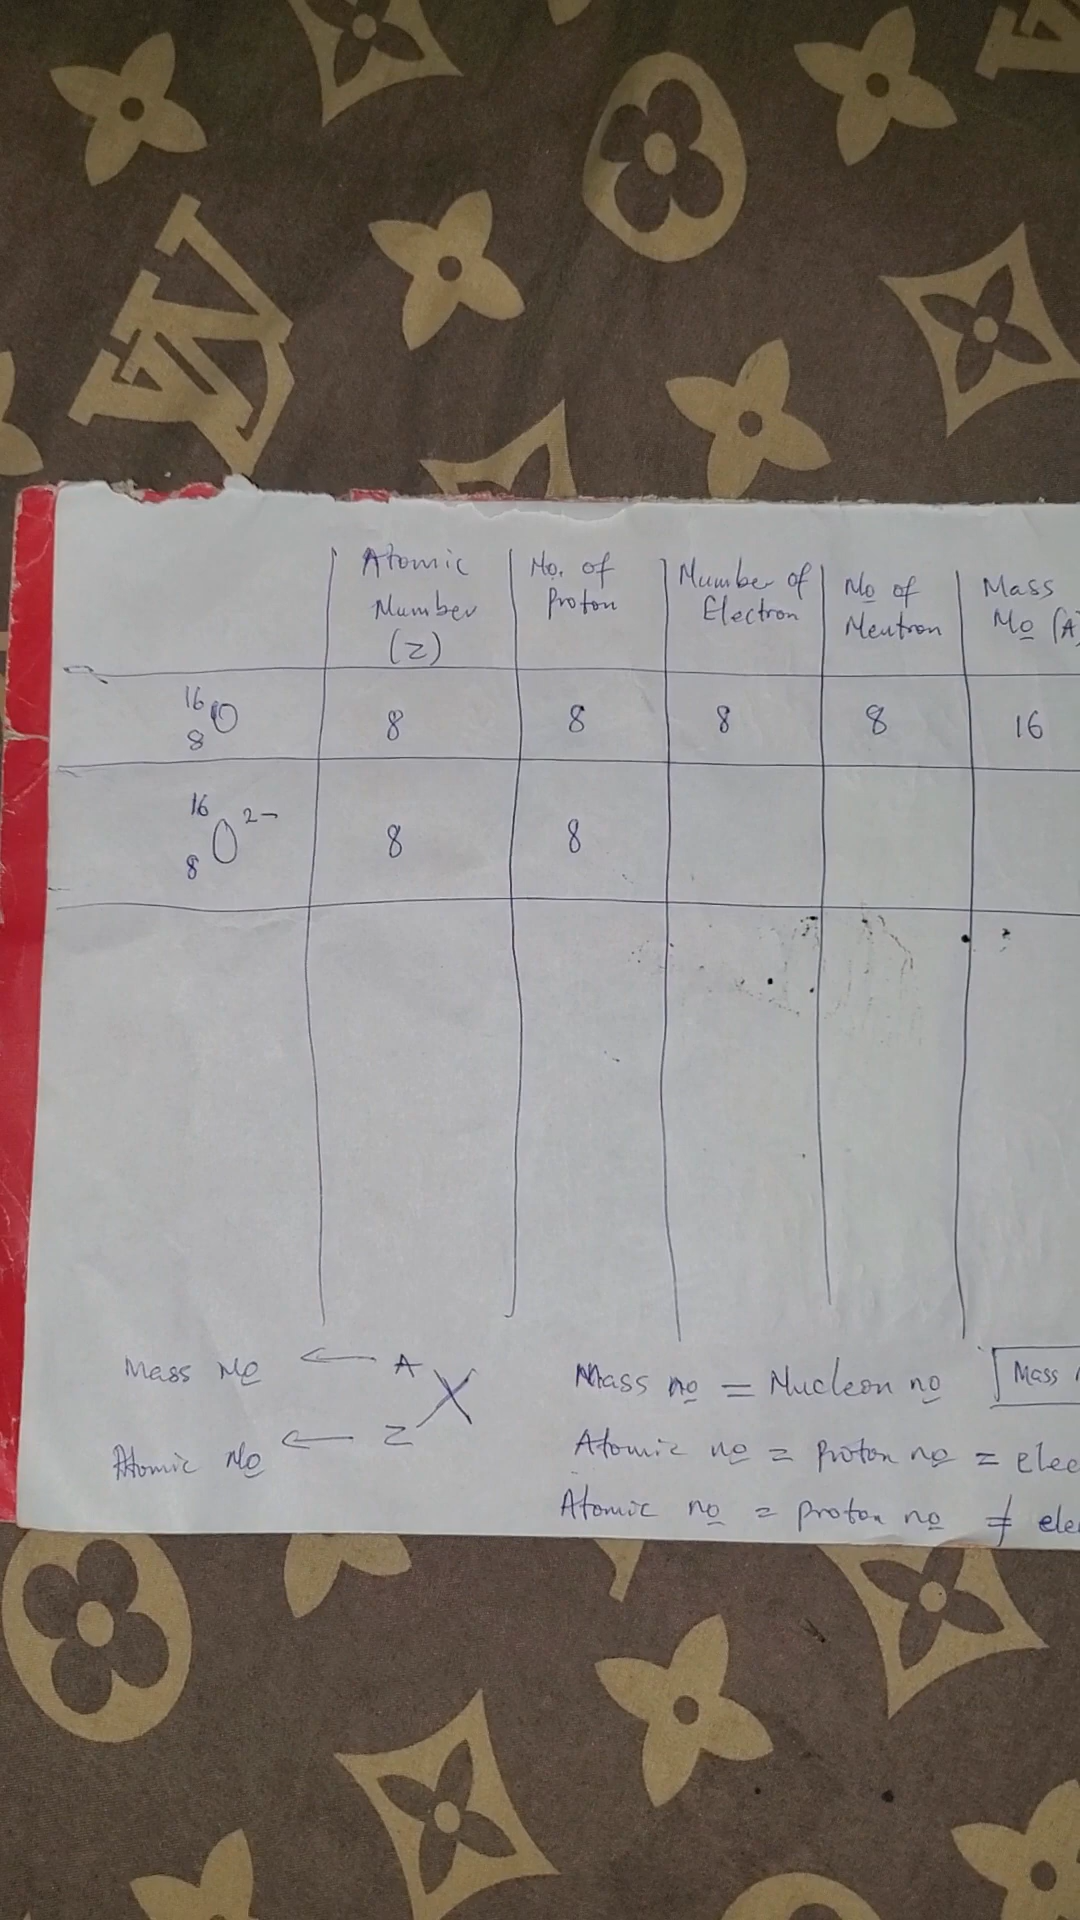 Atomic Number (Z)
No. of Proton
Number of Electron
No of Neutron
Mass No (A
16 8 O 8 8 8 8 16
16 8 O 2- 8 8
Mass No ← A X
Atomic No ← Z
Mass no = Nucleon no Mass
Atomic no = Proton no = elec
Atomic no = proton no ≠ ele